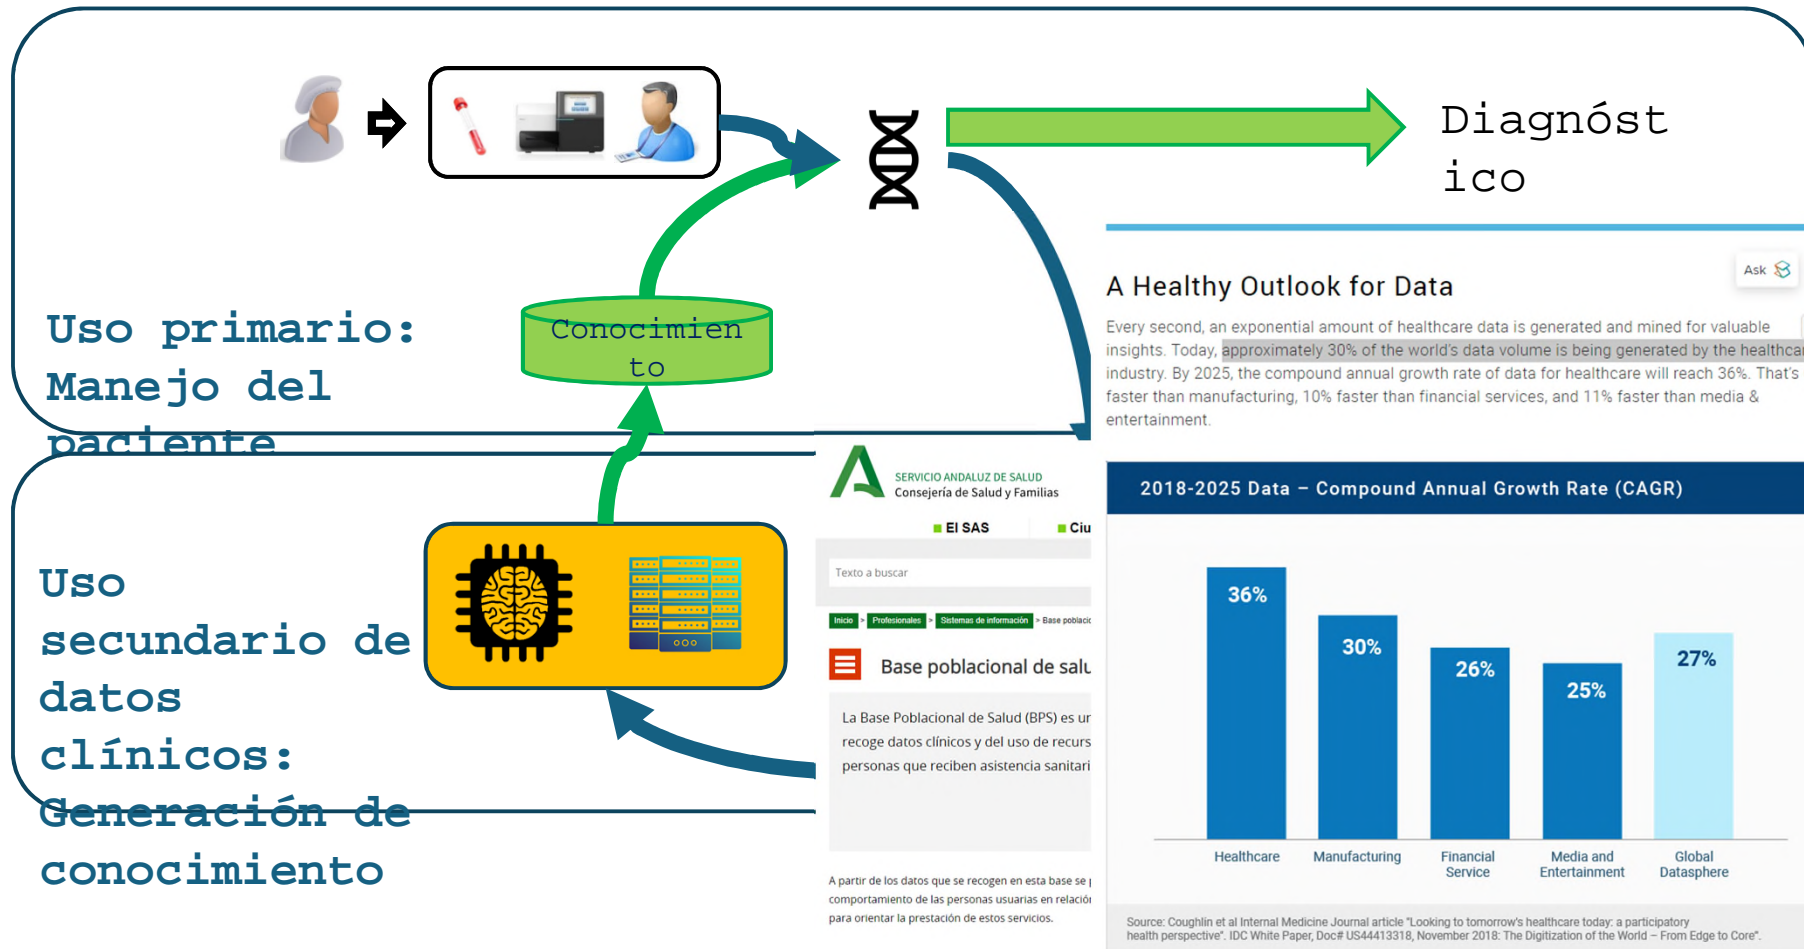 Diagnóst
ico
Conocimien
to
Uso primario:
Manejo del
paciente
Uso
secundario de
datos
clínicos:
Generación de
conocimiento
Ask
A Healthy Outlook for Data
Every second, an exponential amount of healthcare data is generated and mined for valuable
insights. Today, approximately 30% of the world's data volume is being generated by the healthcar
industry. By 2025, the compound annual growth rate of data for healthcare will reach 36%. That's
faster than manufacturing, 10% faster than financial services, and 11% faster than media &
entertainment.
SERVICIO ANDALUZ DE SALUD
Consejería de Salud y Familias
El SAS
Ciu
Texto a buscar
Inicio > Profesionales > Sistemas de información > Base poblacio
Base poblacional de salu
La Base Poblacional de Salud (BPS) es un
recoge datos clínicos y del uso de recurs
personas que reciben asistencia sanitari
A partir de los datos que se recogen en esta base se p
comportamiento de las personas usuarias en relación
para orientar la prestación de estos servicios.
2018-2025 Data – Compound Annual Growth Rate (CAGR)
36%
30%
26%
25%
27%
Healthcare
Manufacturing
Financial
Service
Media and
Entertainment
Global
Datasphere
Source: Coughlin et al Internal Medicine Journal article "Looking to tomorrow's healthcare today: a participatory
health perspective". IDC White Paper, Doc# US44413318, November 2018: The Digitization of the World – From Edge to Core".